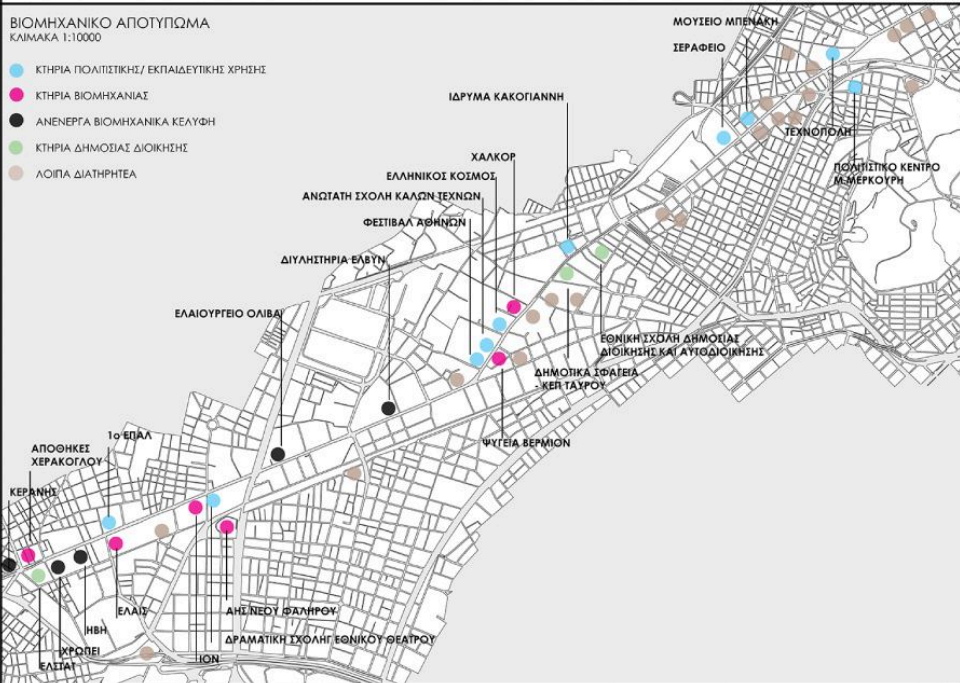 ΒΙΟΜΗΧΑΝΙΚΟ ΑΠΟΤΥΠΩΜΑ
ΚΛΙΜΑΚΑ 1:10000
ΚΤΗΡΙΑ ΠΟΛΙΤΙΣΤΙΚΗΣ/ ΕΚΠΑΙΔΕΥΤΙΚΗΣ ΧΡΗΣΗΣ
ΚΤΗΡΙΑ ΒΙΟΜΗΧΑΝΙΑΣ
ΑΝΕΝΕΡΓΑ ΒΙΟΜΗΧΑΝΙΚΑ ΚΕΛΥΦΗ
ΚΤΗΡΙΑ ΔΗΜΟΣΙΑΣ ΔΙΟΙΚΗΣΗΣ
ΛΟΙΠΑ ΔΙΑΤΗΡΗΤΕΑ
ΜΟΥΣΕΙΟ ΜΠΕΝΑΚΗ
ΣΕΡΑΦΕΙΟ
ΙΔΡΥΜΑ ΚΑΚΟΓΙΑΝΝΗ
ΤΕΧΝΟΠΟΛΗ
ΠΟΛΙΤΙΣΤΙΚΟ ΚΕΝΤΡΟ
Μ.ΜΕΡΚΟΥΡΗ
ΧΑΛΚΟΡ
ΕΛΛΗΝΙΚΟΣ ΚΟΣΜΟΣ
ΑΝΩΤΑΤΗ ΣΧΟΛΗ ΚΑΛΩΝ ΤΕΧΝΩΝ
ΦΕΣΤΙΒΑΛ ΑΘΗΝΩΝ
ΔΙΥΛΗΣΤΗΡΙΑ ΕΛΒΥΝ
ΕΛΑΙΟΥΡΓΕΙΟ ΟΛΙΒΑ
ΕΘΝΙΚΗ ΣΧΟΛΗ ΔΗΜΟΣΙΑΣ
ΔΙΟΙΚΗΣΗΣ ΚΑΙ ΑΥΤΟΔΙΟΙΚΗΣΗΣ
ΔΗΜΟΤΙΚΑ ΣΦΑΓΕΙΑ
- ΚΕΠ ΤΑΥΡΟΥ
ΨΥΓΕΙΑ ΒΕΡΜΙΟΝ
1ο ΕΠΑΛ
ΑΠΟΘΗΚΕΣ
ΧΕΡΑΚΟΓΛΟΥ
ΚΕΡΑΝΗΣ
ΕΛΑΙΣ
ΑΗΣ ΝΕΟΥ ΦΑΛΗΡΟΥ
ΗΒΗ
ΔΡΑΜΑΤΙΚΗ ΣΧΟΛΗΓ ΕΘΝΙΚΟΥ ΘΕΑΤΡΟΥ
ΧΡΩΠΕΙ
ΙΟΝ
ΕΛΣΤΑΤ